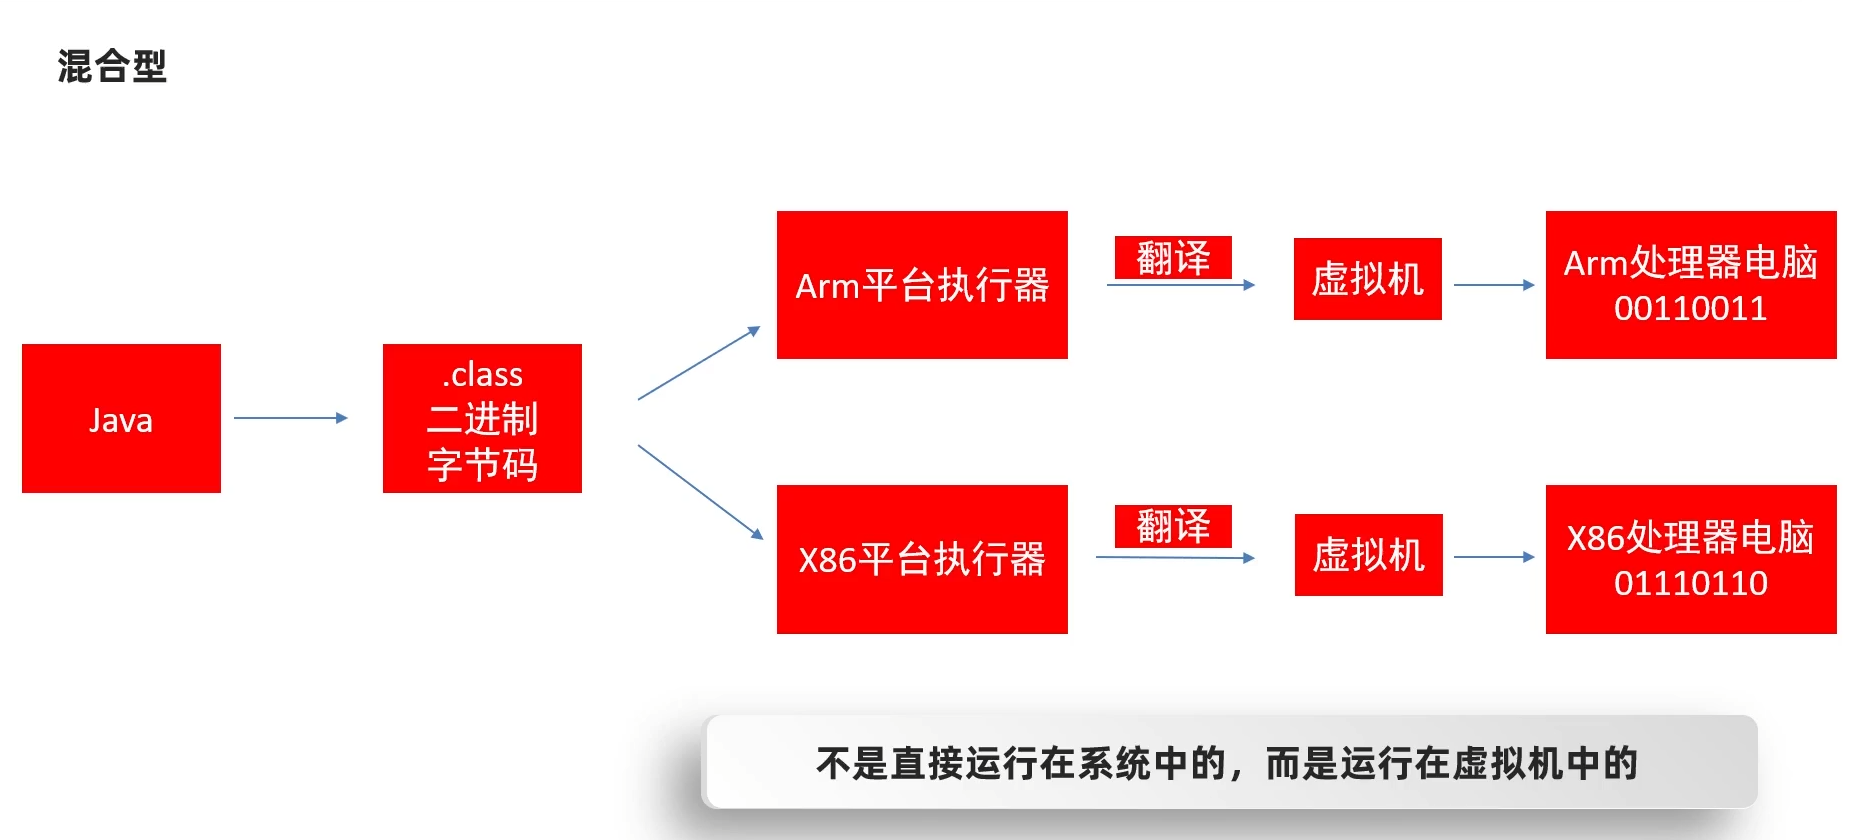 混合型
Java
.class
二进制
字节码
Arm平台执行器
翻译
虚拟机
Arm处理器电脑
00110011
X86平台执行器
翻译
虚拟机
X86处理器电脑
01110110
不是直接运行在系统中的，而是运行在虚拟机中的